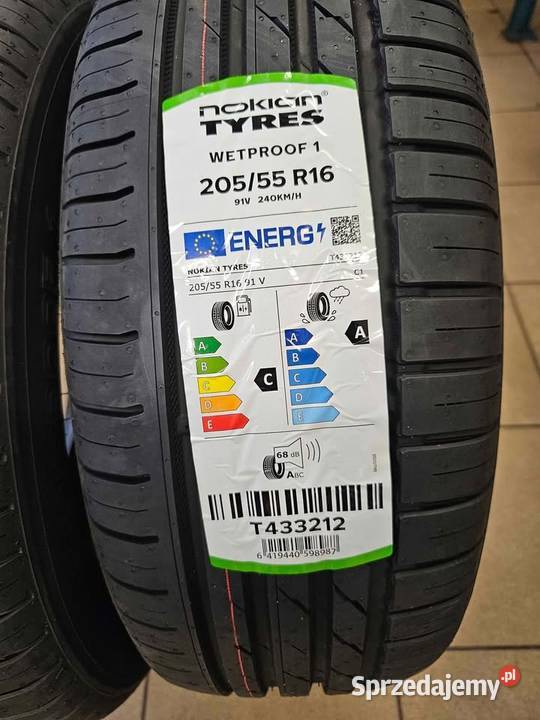 nokian®
TYRES
WETPROOF 1
205/55 R16
91V 240KM/H
ENERG
NOKIAN TYRES
T433212
205/55 R16 91 V
C1
A
B
C
D
E
C
A
B
C
D
E
A
68 dB
ABC
T433212
6 419440 598987
Sprzedajemy.pl